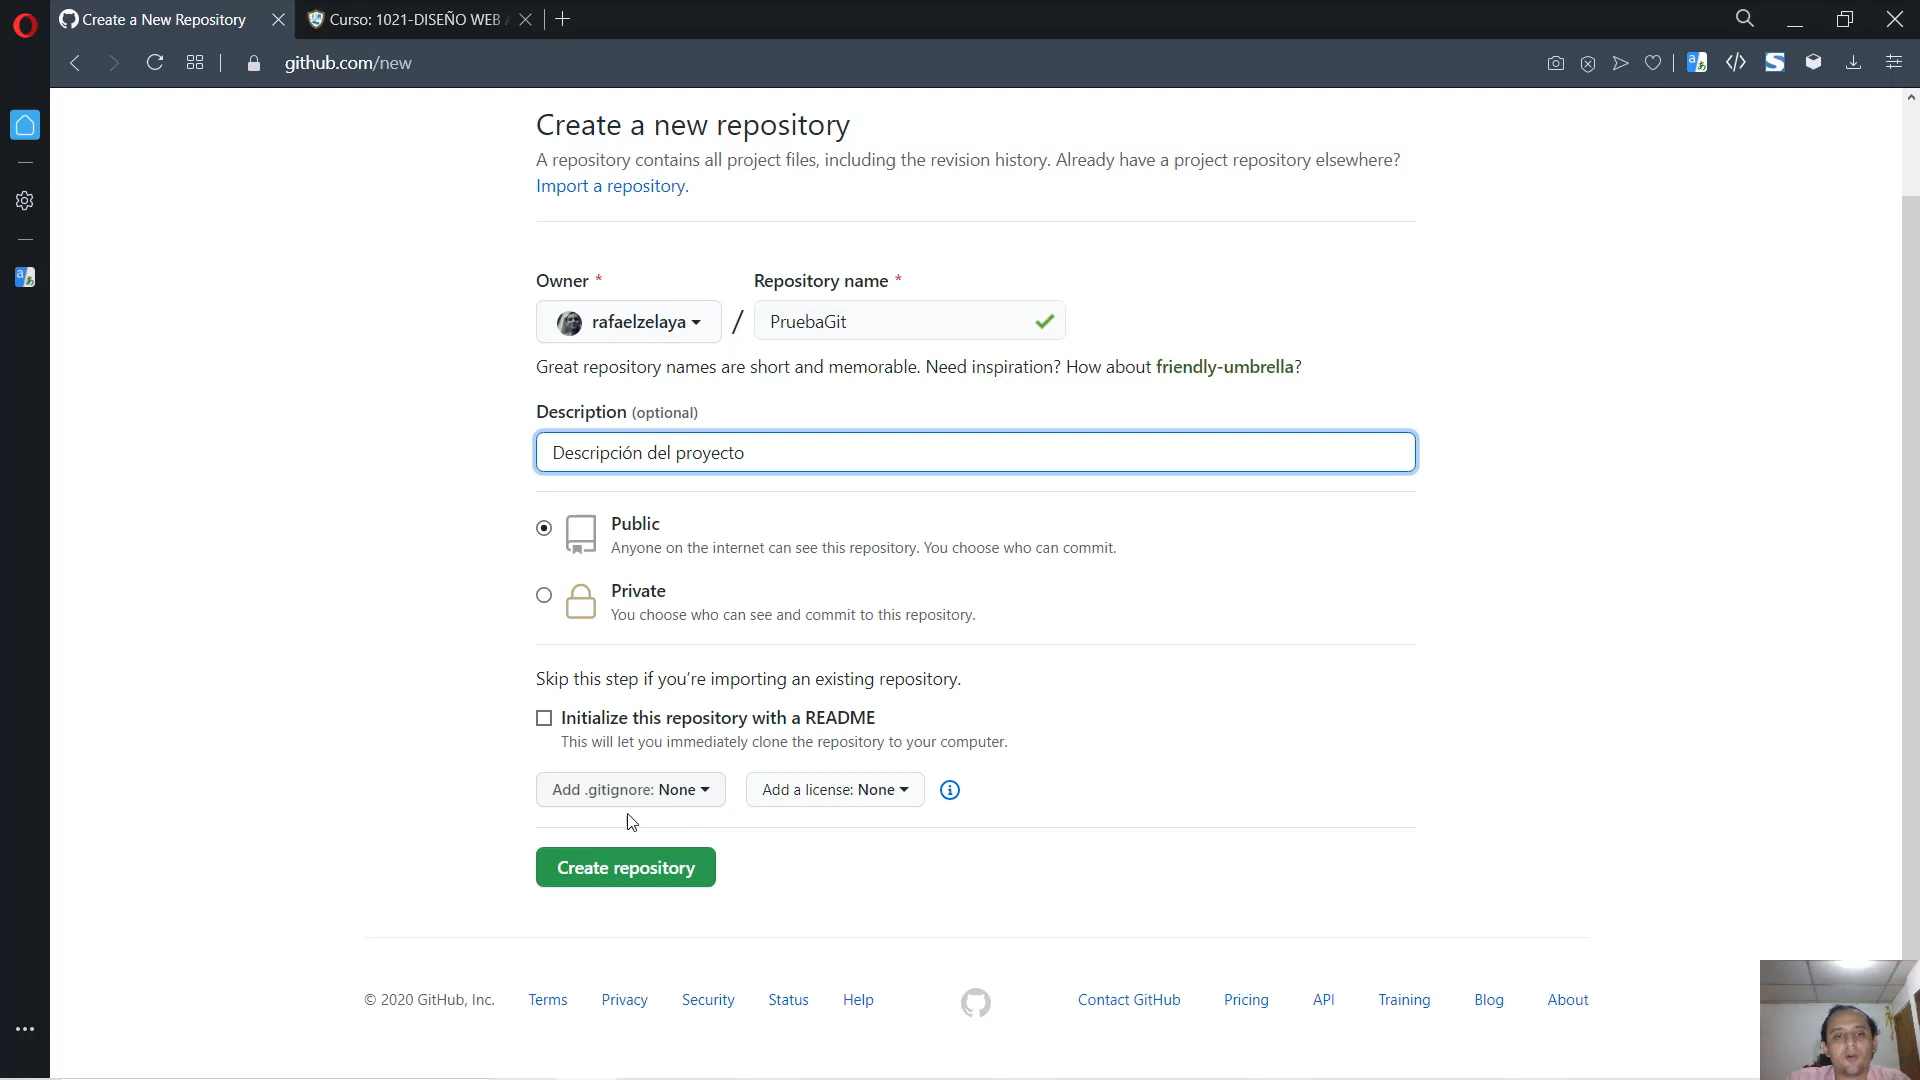 Create a New Repository
Curso: 1021-DISEÑO WEB
github.com/new
Create a new repository
A repository contains all project files, including the revision history. Already have a project repository elsewhere?
Import a repository.
Owner *
Repository name *
rafaelzelaya
/
PruebaGit
Great repository names are short and memorable. Need inspiration? How about friendly-umbrella?
Description (optional)
Descripción del proyecto
Public
Anyone on the internet can see this repository. You choose who can commit.
Private
You choose who can see and commit to this repository.
Skip this step if you're importing an existing repository.
Initialize this repository with a README
This will let you immediately clone the repository to your computer.
Add .gitignore: None
Add a license: None
Create repository
© 2020 GitHub, Inc.
Terms
Privacy
Security
Status
Help
Contact GitHub
Pricing
API
Training
Blog
About